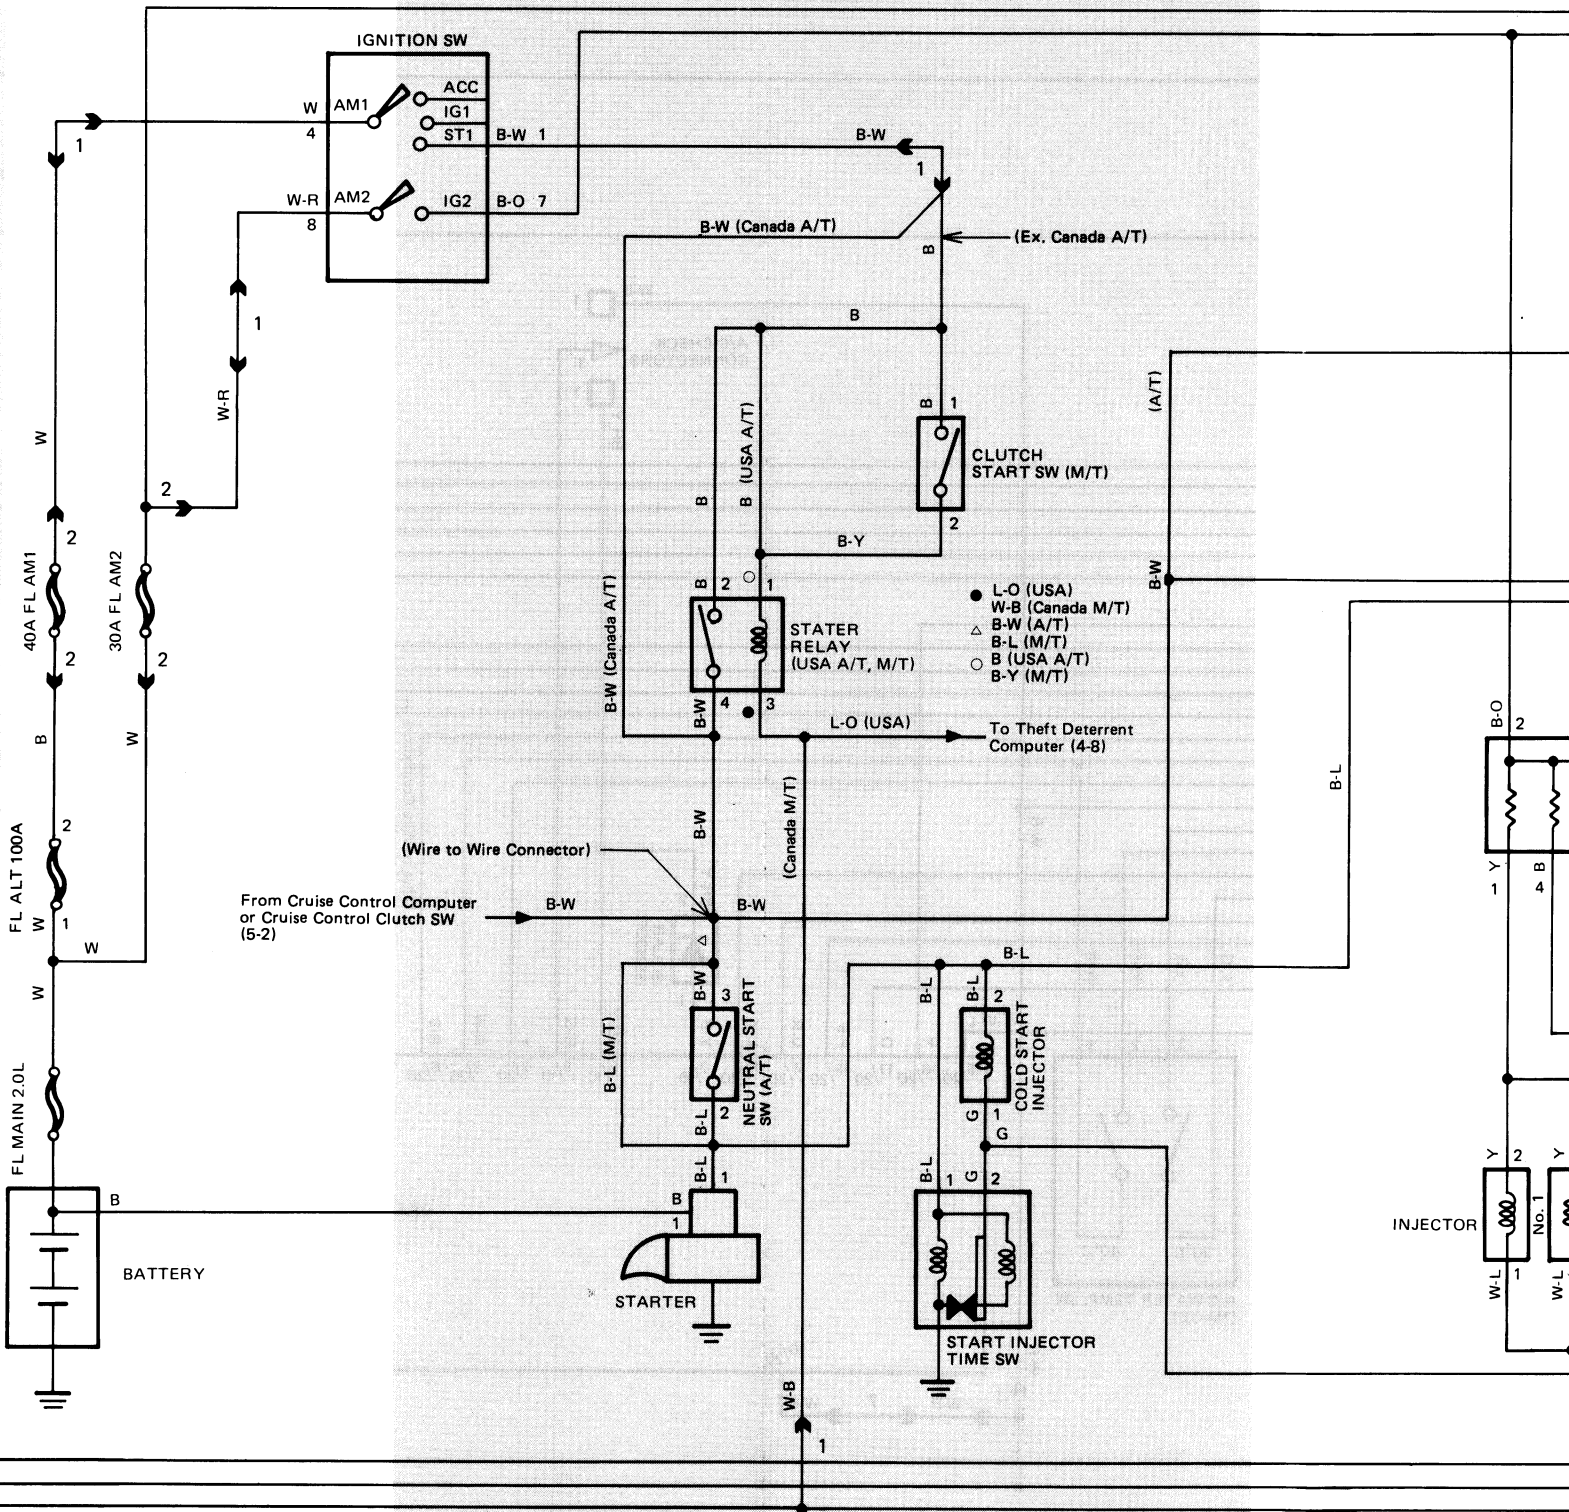 IGNITION SW
ACC
W AM1
IG1
4
ST1 B-W 1
B-W
1
1
W-R AM2
IG2 B-O 7
8
B-W (Canada A/T)
(Ex. Canada A/T)
B
1
B
W-R
W
(A/T)
B (USA A/T)
B
B 1
CLUTCH
START SW (M/T)
2
2
B-Y
2
40A FL AM1
30A FL AM2
B-W
B 2 1
B-W (Canada A/T)
L-O (USA)
W-B (Canada M/T)
B-W (A/T)
B-L (M/T)
B (USA A/T)
B-Y (M/T)
STATER
RELAY
(USA A/T, M/T)
2
2
B-W 4 3
L-O (USA)
To Theft Deterrent
Computer (4-8)
B
W
B-O 2
B-L
B-W
(Canada M/T)
2
FL ALT 100A
(Wire to Wire Connector)
Y
1
B
4
From Cruise Control Computer
or Cruise Control Clutch SW
(5-2)
B-W
B-W
W 1
W
B-L
W
B-W 3
B-L
B-L 2
B-L (M/T)
NEUTRAL START
SW (A/T)
COLD START
INJECTOR
B-L 2
G 1
G
FL MAIN 2.0L
B-L 1
B-L 1
G 2
Y 2
Y
B
B
1
INJECTOR
No. 1
BATTERY
STARTER
W-L 1
W-L
START INJECTOR
TIME SW
W-B
1